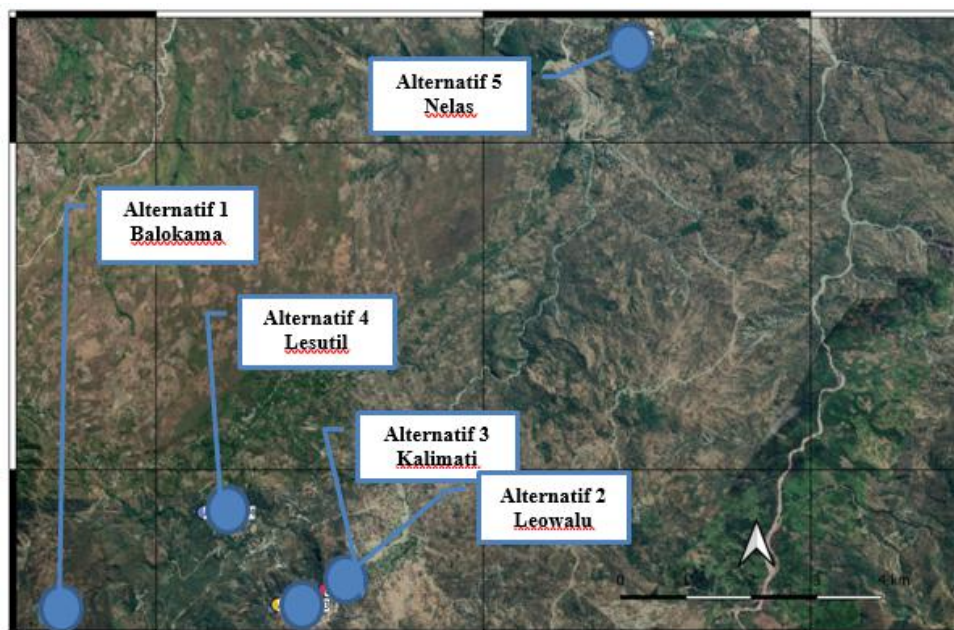 Alternatif 5
Nelas
Alternatif 1
Balokama
Alternatif 4
Lesutil
Alternatif 3
Kalimati
Alternatif 2
Leowalu
0
2
3
4 km